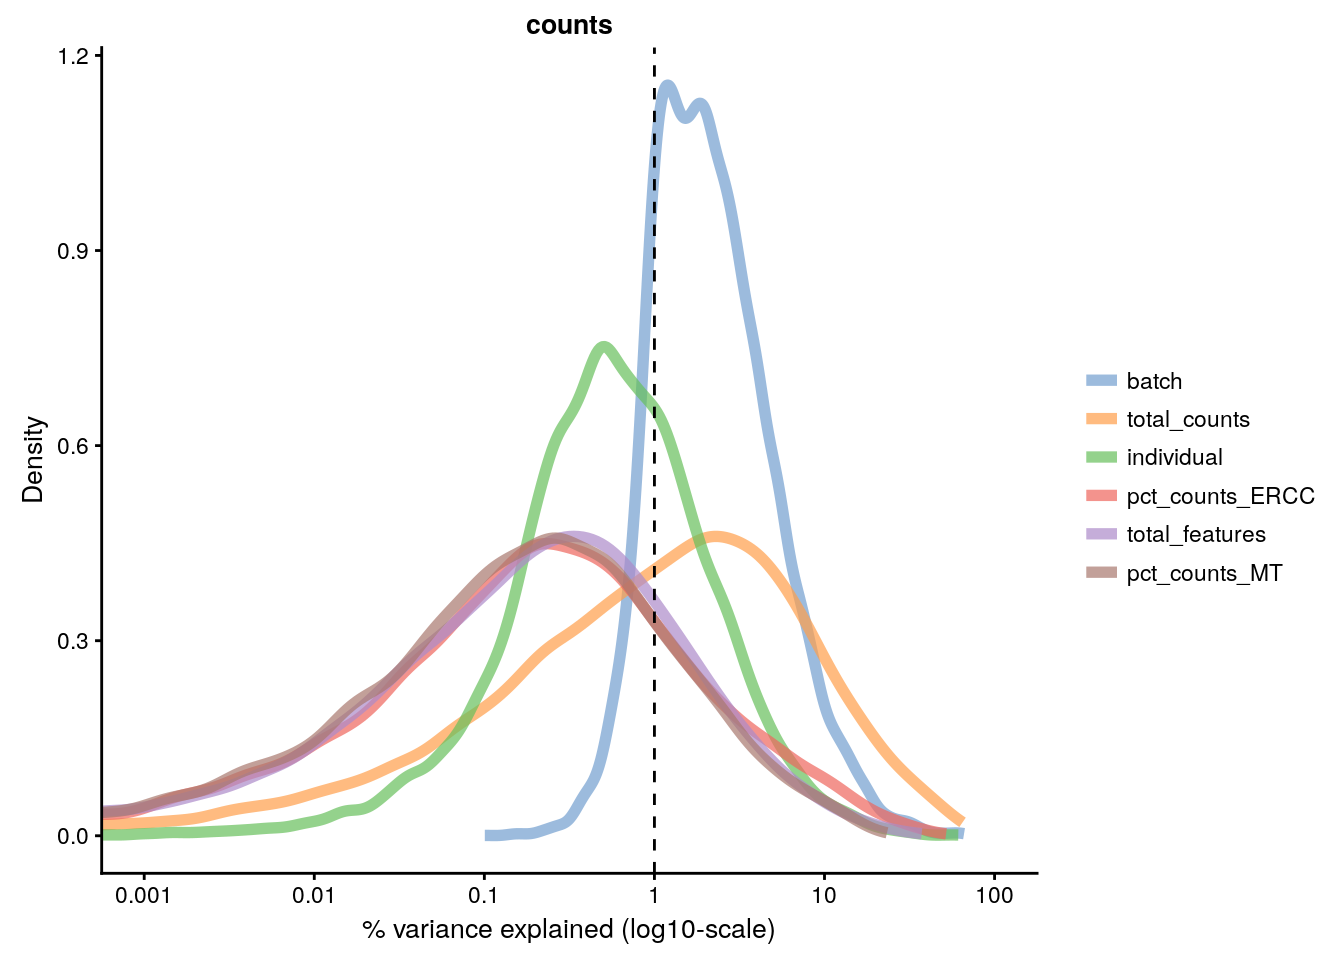 counts
1.2
0.9
0.6
0.3
0.0
Density
0.001 0.01 0.1 1 10 100
% variance explained (log10-scale)
batch
total_counts
individual
pct_counts_ERCC
total_features
pct_counts_MT